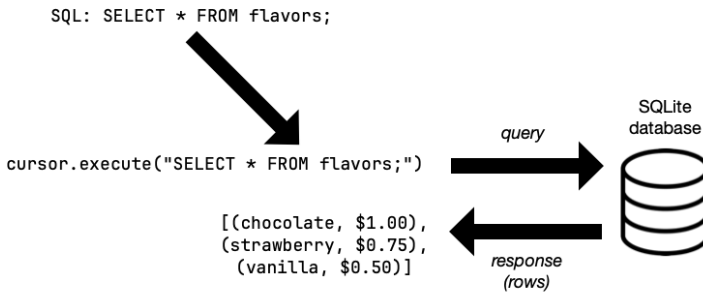 SQL: SELECT * FROM flavors;
SQLite
database
query
cursor.execute("SELECT * FROM flavors;")
[(chocolate, $1.00),
(strawberry, $0.75),
(vanilla, $0.50)]
response
(rows)